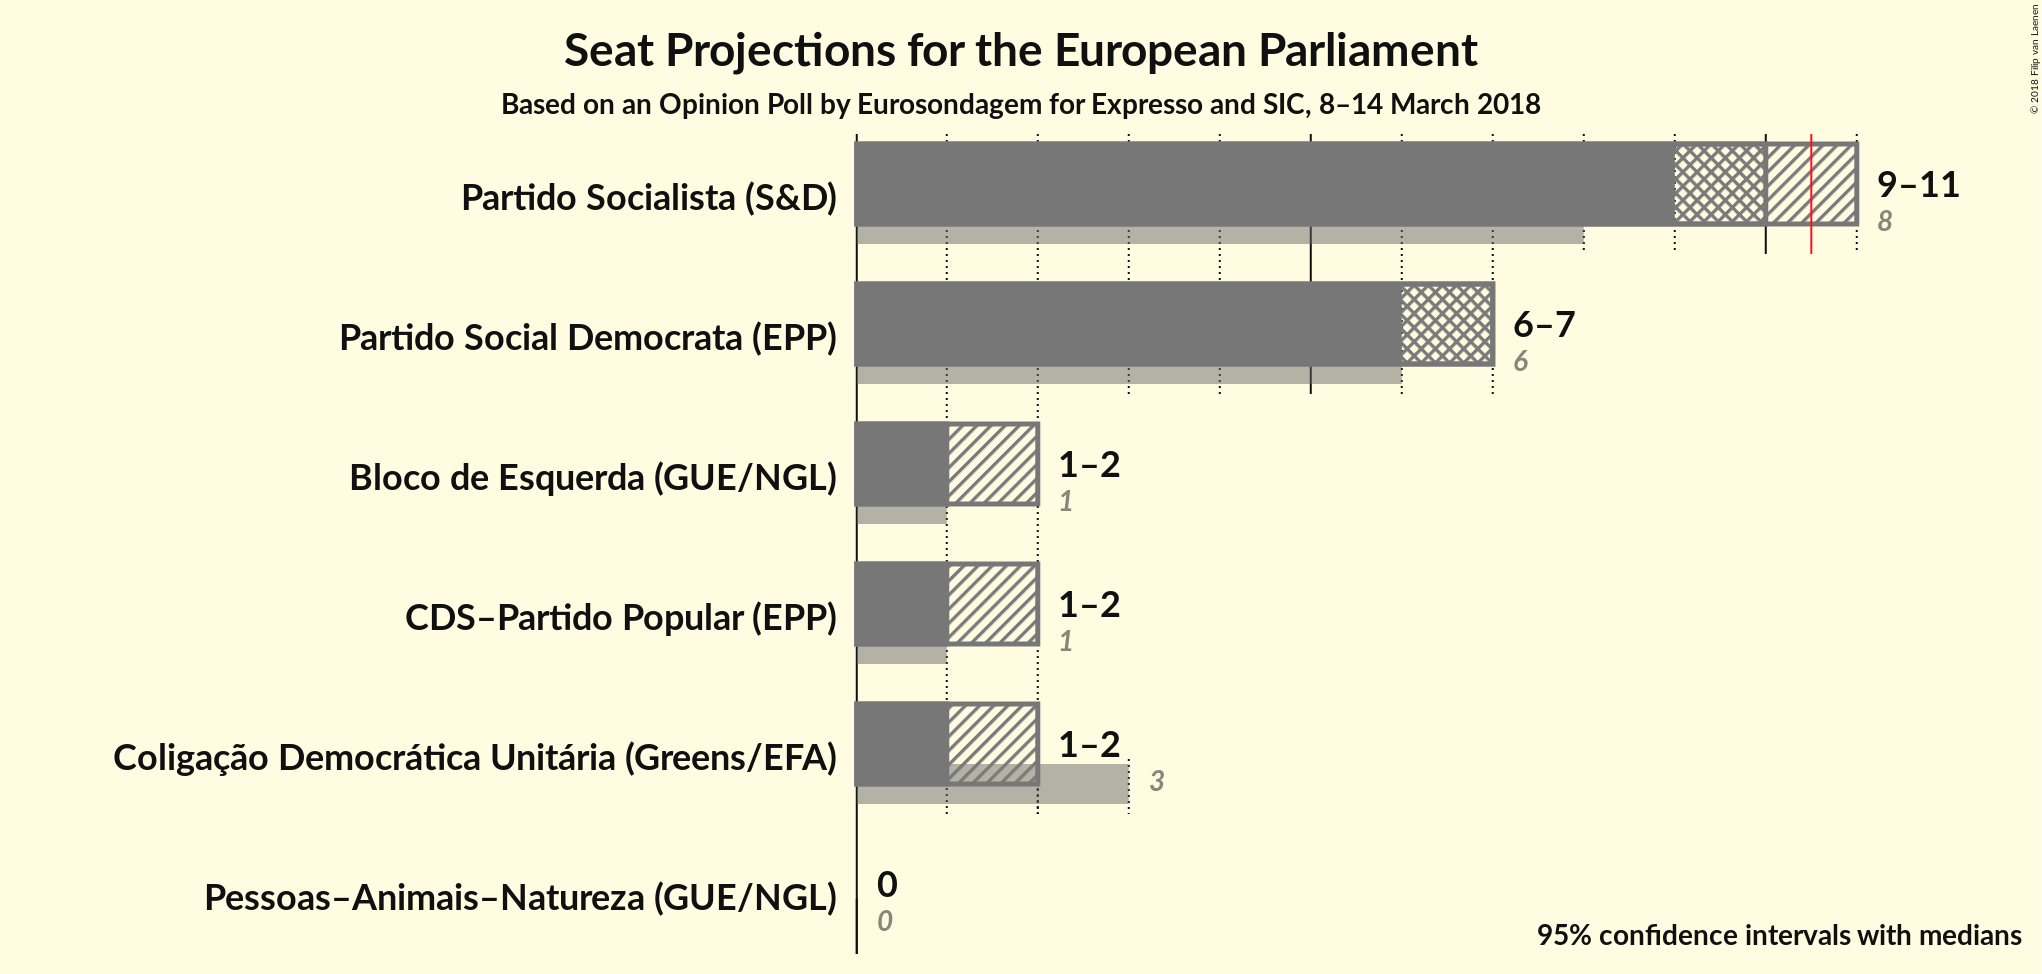 Seat Projections for the European Parliament
Based on an Opinion Poll by Eurosondagem for Expresso and SIC, 8–14 March 2018
© 2018 Filip van Laenen
Partido Socialista (S&D)
9–11
8
Partido Social Democrata (EPP)
6–7
6
Bloco de Esquerda (GUE/NGL)
1–2
1
CDS–Partido Popular (EPP)
1–2
1
Coligação Democrática Unitária (Greens/EFA)
1–2
3
Pessoas–Animais–Natureza (GUE/NGL)
0
0
95% confidence intervals with medians